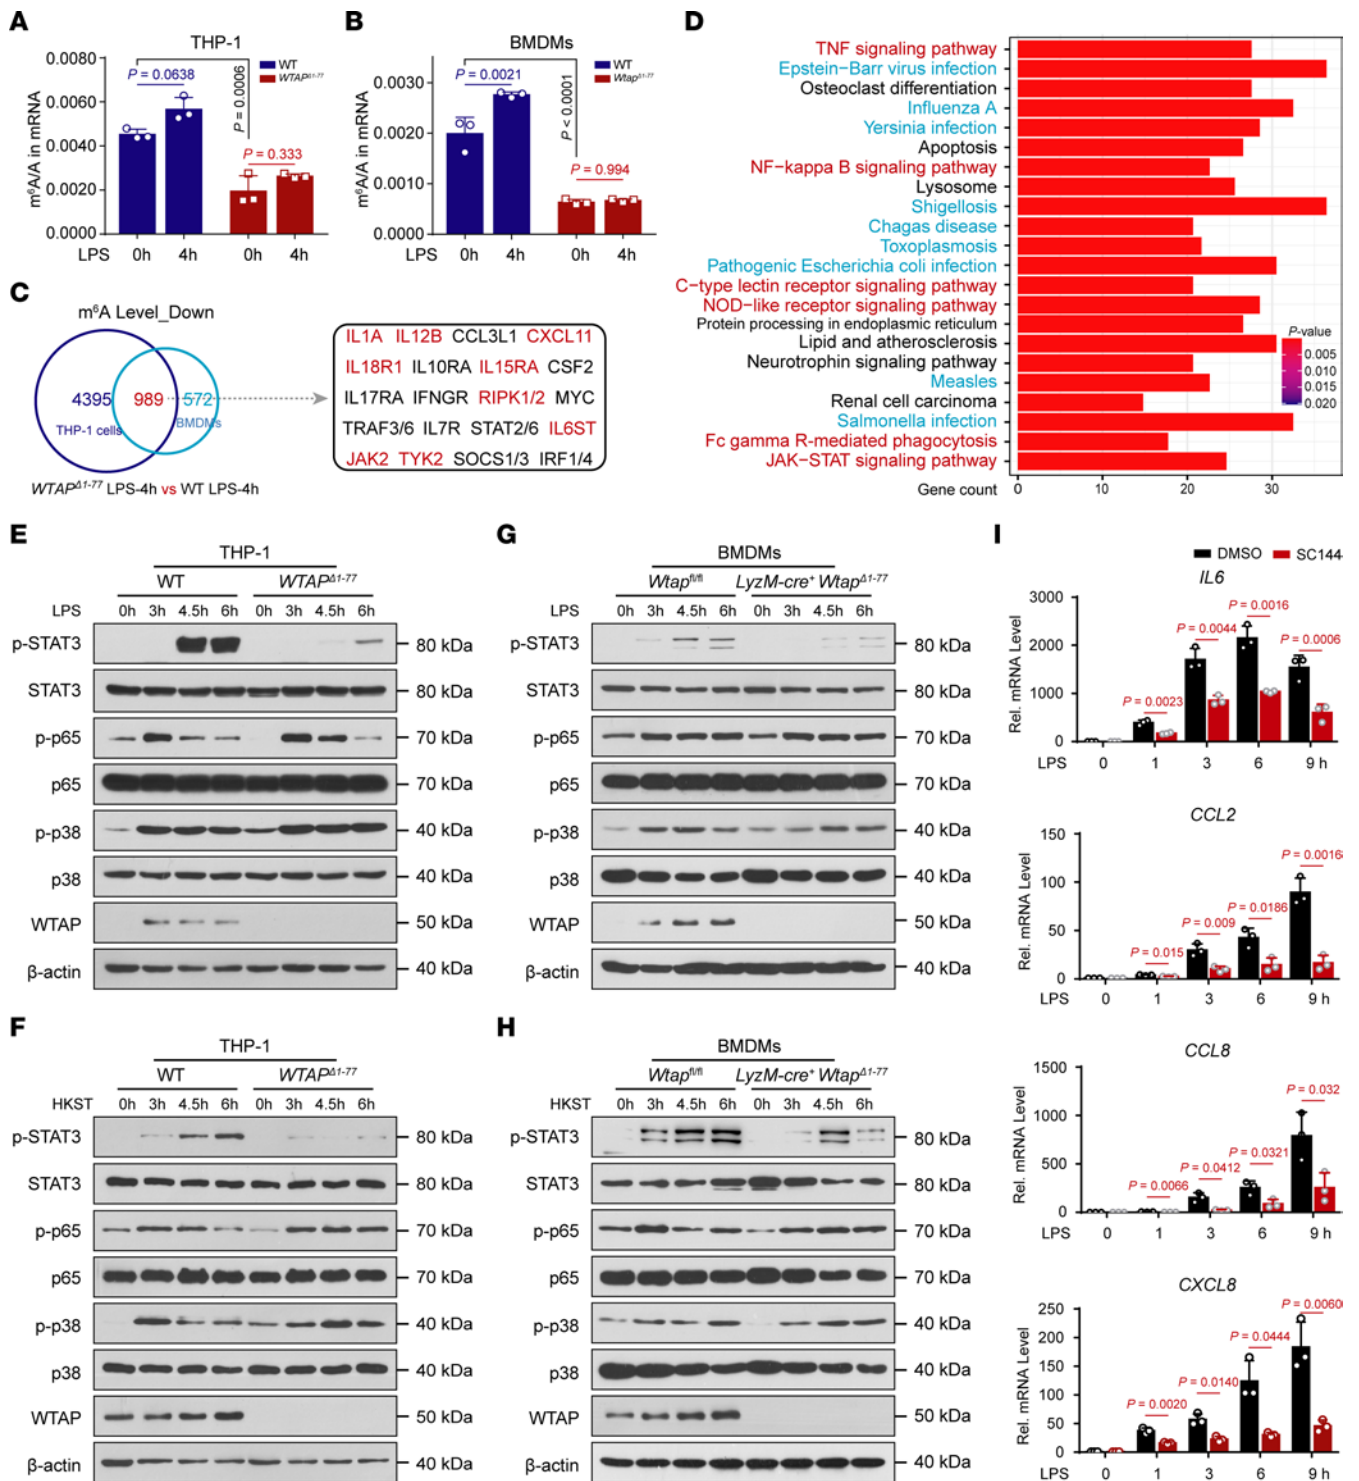 A
THP-1
WT
WTAPΔ1-77
m⁶A/A in mRNA
0.0080
0.0060
0.0040
0.0020
0.0000
P = 0.0638
P = 0.0006
P = 0.333
LPS 0h 4h 0h 4h
B
BMDMs
WT
WtapΔ1-77
m⁶A/A in mRNA
0.0030
0.0020
0.0010
0.0000
P = 0.0021
P < 0.0001
P = 0.994
LPS 0h 4h 0h 4h
C
m⁶A Level_Down
4395 989 572
THP-1 cells BMDMs
WTAPΔ1-77 LPS-4h vs WT LPS-4h
IL1A IL12B CCL3L1 CXCL11
IL18R1 IL10RA IL15RA CSF2
IL17RA IFNGR RIPK1/2 MYC
TRAF3/6 IL7R STAT2/6 IL6ST
JAK2 TYK2 SOCS1/3 IRF1/4
D
TNF signaling pathway
Epstein−Barr virus infection
Osteoclast differentiation
Influenza A
Yersinia infection
Apoptosis
NF-kappa B signaling pathway
Lysosome
Shigellosis
Chagas disease
Toxoplasmosis
Pathogenic Escherichia coli infection
C−type lectin receptor signaling pathway
NOD−like receptor signaling pathway
Protein processing in endoplasmic reticulum
Lipid and atherosclerosis
Neurotrophin signaling pathway
Measles
Renal cell carcinoma
Salmonella infection
Fc gamma R-mediated phagocytosis
JAK−STAT signaling pathway
Gene count 0 10 20 30
P-value
0.005
0.010
0.015
0.020
E
THP-1
WT WTAPΔ1-77
LPS 0h 3h 4.5h 6h 0h 3h 4.5h 6h
p-STAT3 80 kDa
STAT3 80 kDa
p-p65 70 kDa
p65 70 kDa
p-p38 40 kDa
p38 40 kDa
WTAP 50 kDa
β-actin 40 kDa
F
THP-1
WT WTAPΔ1-77
HKST 0h 3h 4.5h 6h 0h 3h 4.5h 6h
p-STAT3 80 kDa
STAT3 80 kDa
p-p65 70 kDa
p65 70 kDa
p-p38 40 kDa
p38 40 kDa
WTAP 50 kDa
β-actin 40 kDa
G
BMDMs
Wtapfl/fl LyzM-cre⁺ WtapΔ1-77
LPS 0h 3h 4.5h 6h 0h 3h 4.5h 6h
p-STAT3 80 kDa
STAT3 80 kDa
p-p65 70 kDa
p65 70 kDa
p-p38 40 kDa
p38 40 kDa
WTAP 50 kDa
β-actin 40 kDa
H
BMDMs
Wtapfl/fl LyzM-cre⁺ WtapΔ1-77
HKST 0h 3h 4.5h 6h 0h 3h 4.5h 6h
p-STAT3 80 kDa
STAT3 80 kDa
p-p65 70 kDa
p65 70 kDa
p-p38 40 kDa
p38 40 kDa
WTAP 50 kDa
β-actin 40 kDa
I
DMSO SC144
IL6
Rel. mRNA Level
3000
2000
1000
0
P = 0.0023
P = 0.0044
P = 0.0016
P = 0.0006
LPS 0 1 3 6 9 h
CCL2
Rel. mRNA Level
150
100
50
0
P = 0.015
P = 0.009
P = 0.0186
P = 0.0016
LPS 0 1 3 6 9 h
CCL8
Rel. mRNA Level
1500
1000
500
0
P = 0.0066
P = 0.0412
P = 0.0321
P = 0.032
LPS 0 1 3 6 9 h
CXCL8
Rel. mRNA Level
250
200
150
100
50
0
P = 0.0020
P = 0.0140
P = 0.0444
P = 0.0060
LPS 0 1 3 6 9 h